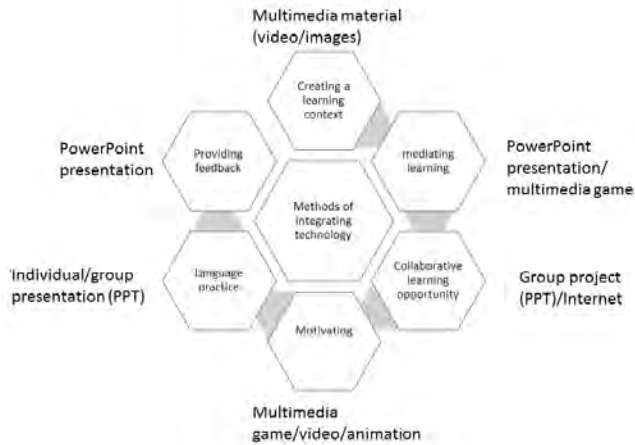 Multimedia material
(video/images)
Creating a
learning
context
PowerPoint
presentation
Providing
feedback
mediating
learning
PowerPoint
presentation/
multimedia game
Methods of
integrating
technology
Individual/group
presentation (PPT)
Language
practice
Collaborative
learning
opportunity
Group project
(PPT)/Internet
Motivating
Multimedia
game/video/animation